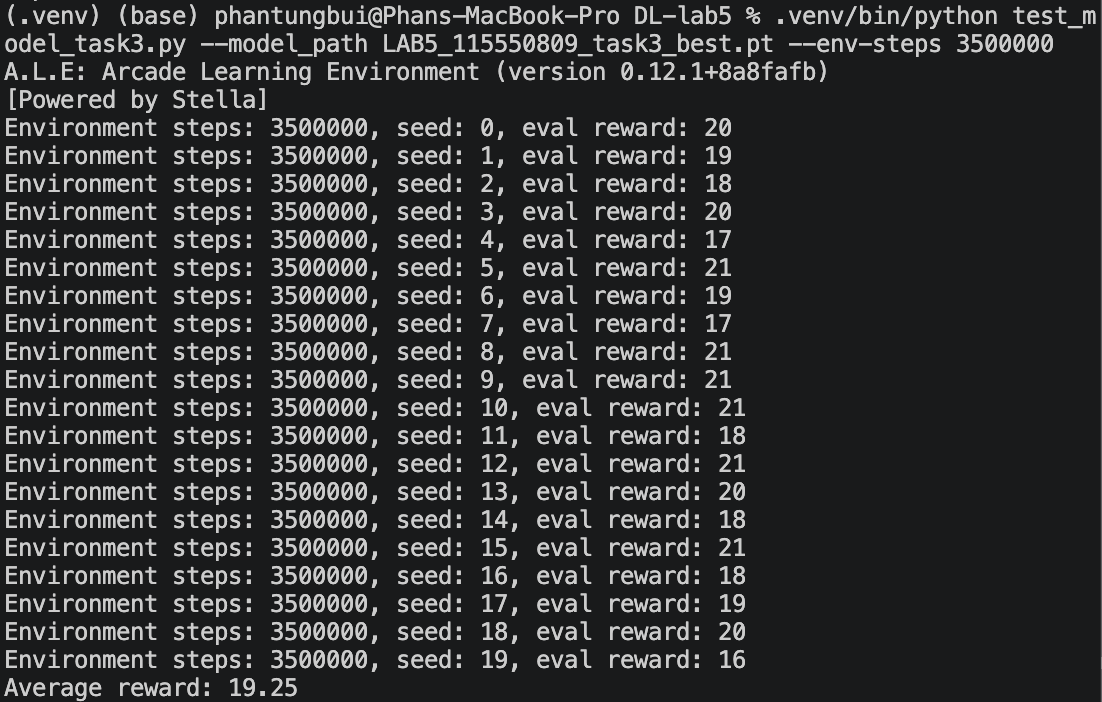 (.venv) (base) phantungbui@Phans-MacBook-Pro DL-lab5 % .venv/bin/python test_m
odel_task3.py --model_path LAB5_115550809_task3_best.pt --env-steps 3500000
A.L.E: Arcade Learning Environment (version 0.12.1+8a8fafb)
[Powered by Stella]
Environment steps: 3500000, seed: 0, eval reward: 20
Environment steps: 3500000, seed: 1, eval reward: 19
Environment steps: 3500000, seed: 2, eval reward: 18
Environment steps: 3500000, seed: 3, eval reward: 20
Environment steps: 3500000, seed: 4, eval reward: 17
Environment steps: 3500000, seed: 5, eval reward: 21
Environment steps: 3500000, seed: 6, eval reward: 19
Environment steps: 3500000, seed: 7, eval reward: 17
Environment steps: 3500000, seed: 8, eval reward: 21
Environment steps: 3500000, seed: 9, eval reward: 21
Environment steps: 3500000, seed: 10, eval reward: 21
Environment steps: 3500000, seed: 11, eval reward: 18
Environment steps: 3500000, seed: 12, eval reward: 21
Environment steps: 3500000, seed: 13, eval reward: 20
Environment steps: 3500000, seed: 14, eval reward: 18
Environment steps: 3500000, seed: 15, eval reward: 21
Environment steps: 3500000, seed: 16, eval reward: 18
Environment steps: 3500000, seed: 17, eval reward: 19
Environment steps: 3500000, seed: 18, eval reward: 20
Environment steps: 3500000, seed: 19, eval reward: 16
Average reward: 19.25